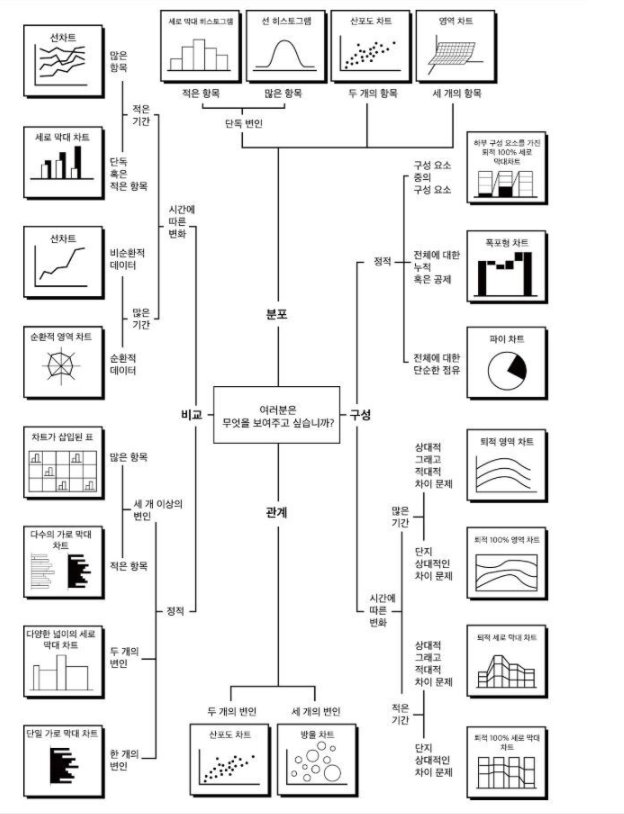 세로 막대 히스토그램
선 히스토그램
산포도 차트
영역 차트
적은 항목
많은 항목
두 개의 항목
세 개의 항목
단독 변인
분포
선차트
많은
항목
적은
기간
세로 막대 차트
단독
혹은
적은 항목
시간에
따른
변화
선차트
비순환적
데이터
많은
기간
순환적 영역 차트
순환적
데이터
비교
차트가 삽입된 표
많은 항목
세 개 이상의
변인
다수의 가로 막대
차트
적은 항목
정적
다양한 넓이의 세로
막대 차트
두 개의
변인
단일 가로 막대 차트
한 개의
변인
여러분은
무엇을 보여주고 싶습니까?
구성
하부 구성 요소를 가진
퇴적 100% 세로
막대차트
구성 요소
중의
구성 요소
정적
폭포형 차트
전체에 대한
누적
혹은 공제
파이 차트
전체에 대한
단순한 점유
퇴적 영역 차트
상대적
그래고
적대적
차이 문제
많은
기간
퇴적 100% 영역 차트
단지
상대적인
차이 문제
시간에
따른
변화
퇴적 세로 막대 차트
상대적
그래고
적대적
차이 문제
적은
기간
퇴적 100% 세로 막대
차트
단지
상대적인
차이 문제
관계
두 개의 변인
세 개의 변인
산포도 차트
방울 차트